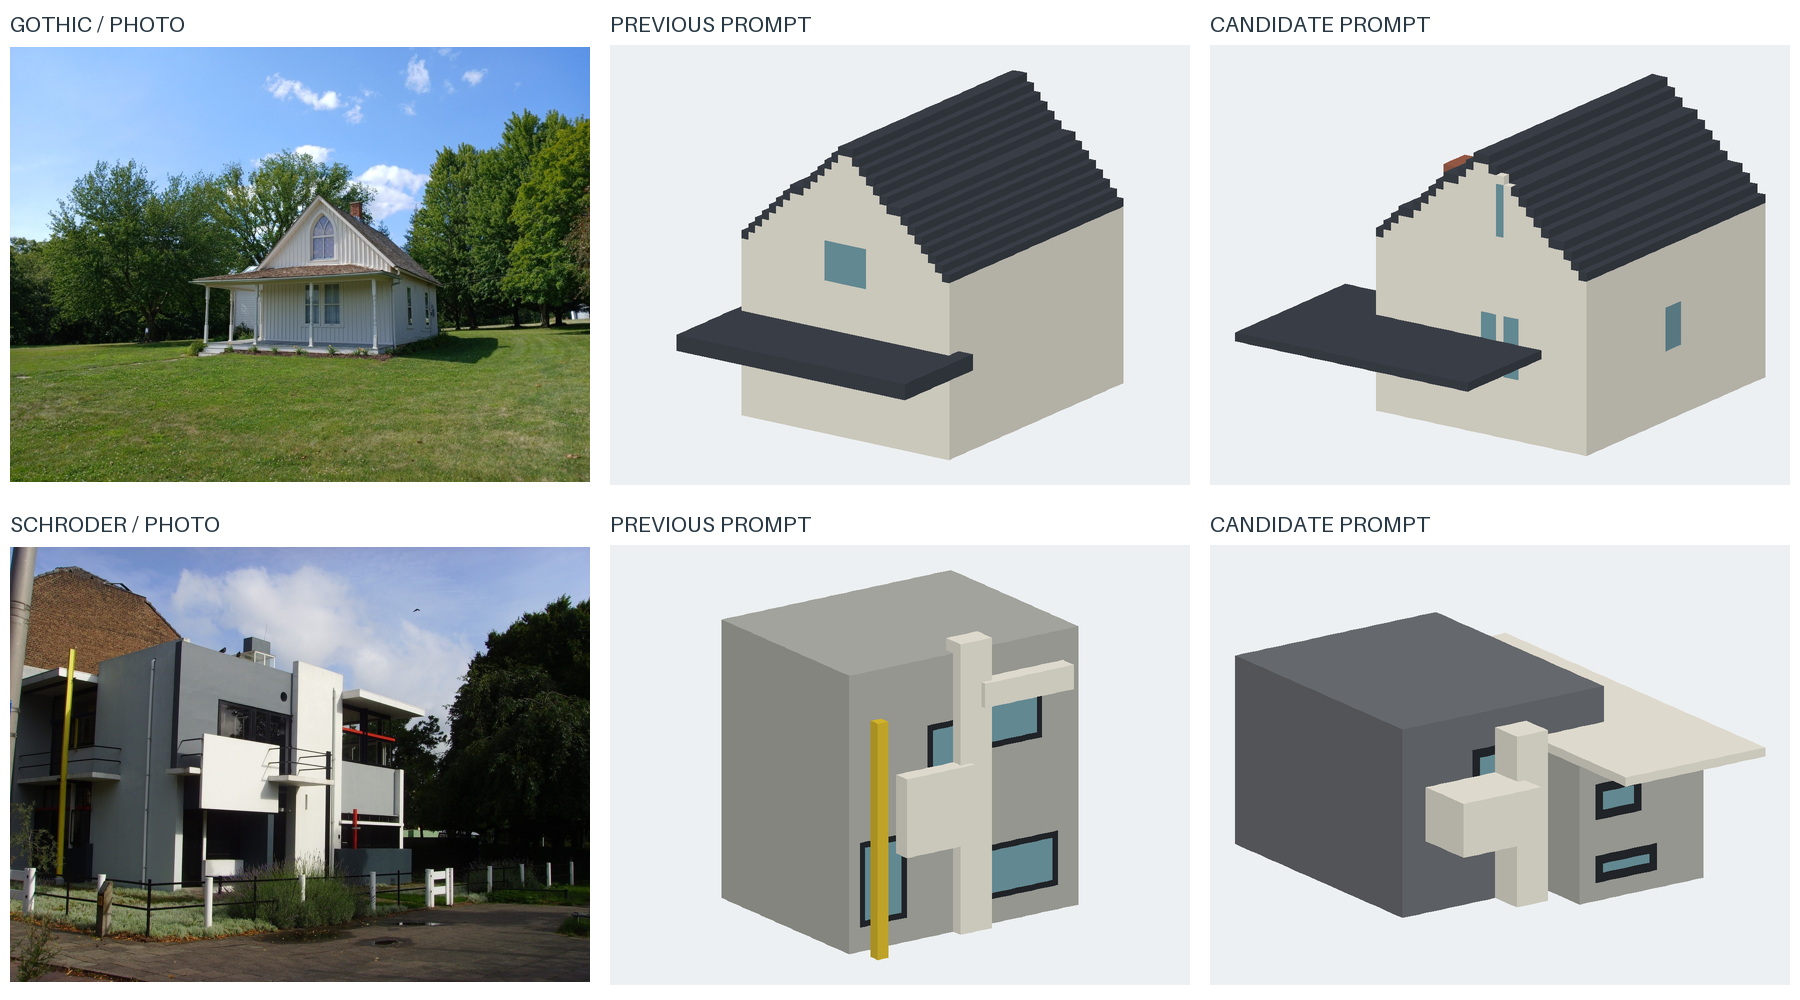 GOTHIC / PHOTO
PREVIOUS PROMPT
CANDIDATE PROMPT
SCHRODER / PHOTO
PREVIOUS PROMPT
CANDIDATE PROMPT